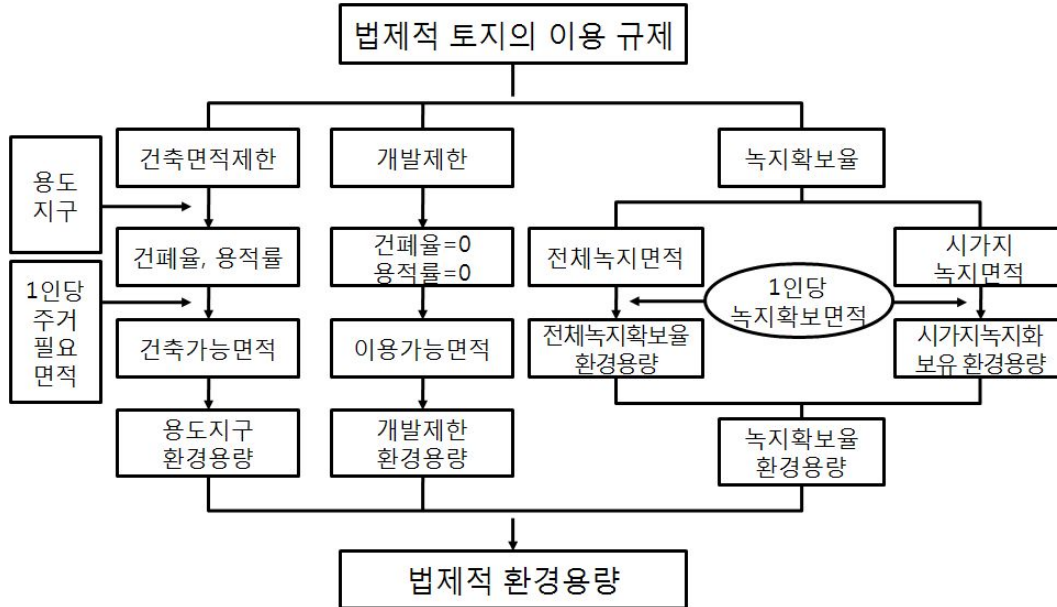 법제적 토지의 이용 규제
건축면적제한
개발제한
녹지확보율
용도
지구
건폐율, 용적률
건폐율=0
용적률=0
전체녹지면적
시가지
녹지면적
1인당
녹지확보면적
1인당
주거
필요
면적
건축가능면적
이용가능면적
전체녹지확보율
환경용량
시가지녹지화
보유 환경용량
용도지구
환경용량
개발제한
환경용량
녹지확보율
환경용량
법제적 환경용량